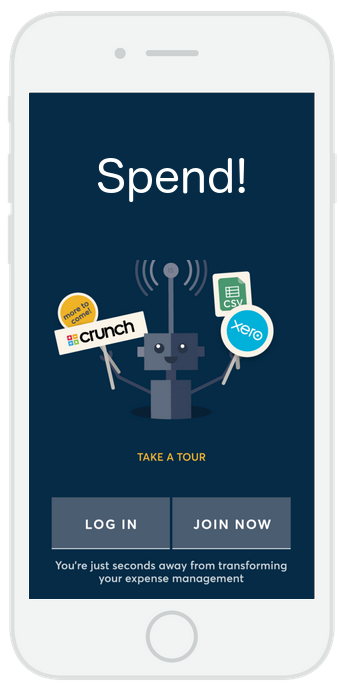 Spend!
more to
come!
crunch
CSV
xero
TAKE A TOUR
LOG IN
JOIN NOW
You're just seconds away from transforming
your expense management